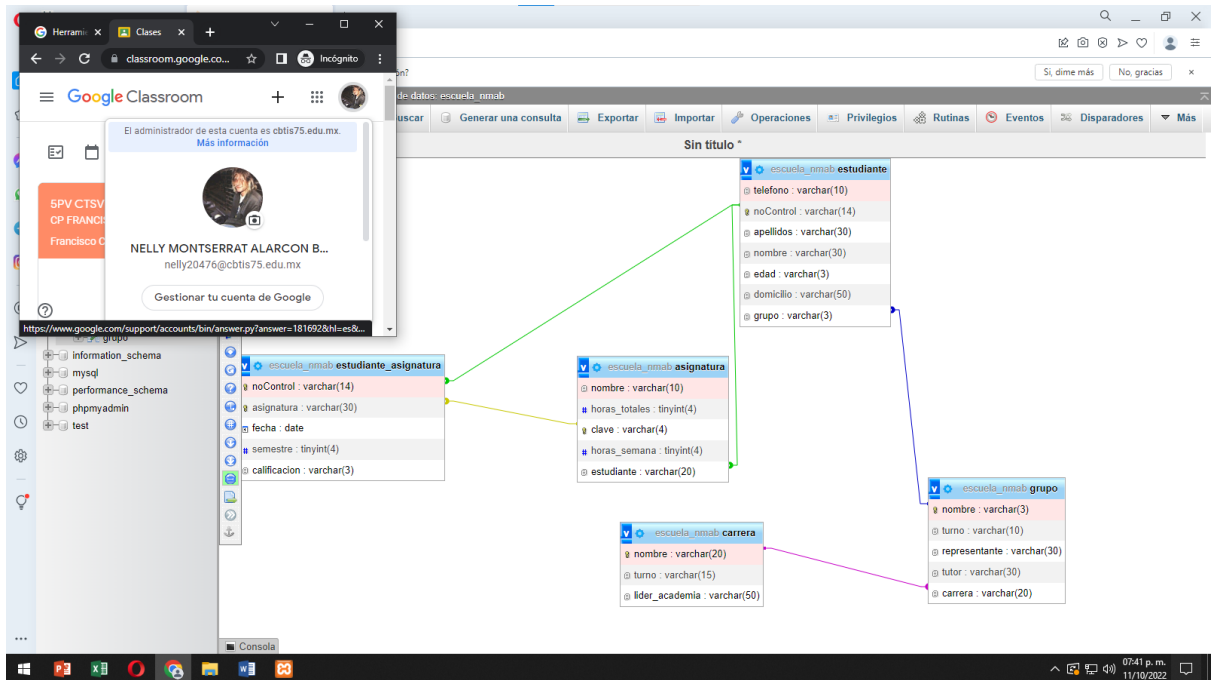 Herrami
Clases
classroom.google.co...
Incógnito
Google Classroom
El administrador de esta cuenta es cbtis75.edu.mx.
Más información
5PV CTSV
CP FRANCIS
Francisco C
NELLY MONTSERRAT ALARCON B...
nelly20476@cbtis75.edu.mx
Gestionar tu cuenta de Google
https://www.google.com/support/accounts/bin/answer.py?answer=181692&hl=es&...
Sí, dime más
No, gracias
de datos: escuela_nmab
uscar
Generar una consulta
Exportar
Importar
Operaciones
Privilegios
Rutinas
Eventos
Disparadores
Más
Sin título *
grupo
information_schema
mysql
performance_schema
phpmyadmin
test
escuela_nmab estudiante
telefono : varchar(10)
noControl : varchar(14)
apellidos : varchar(30)
nombre : varchar(30)
edad : varchar(3)
domicilio : varchar(50)
grupo : varchar(3)
escuela_nmab estudiante_asignatura
noControl : varchar(14)
asignatura : varchar(30)
fecha : date
semestre : tinyint(4)
calificacion : varchar(3)
escuela_nmab asignatura
nombre : varchar(10)
horas_totales : tinyint(4)
clave : varchar(4)
horas_semana : tinyint(4)
estudiante : varchar(20)
escuela_nmab grupo
nombre : varchar(3)
turno : varchar(10)
representante : varchar(30)
tutor : varchar(30)
carrera : varchar(20)
escuela_nmab carrera
nombre : varchar(20)
turno : varchar(15)
lider_academia : varchar(50)
Consola
07:41 p. m.
11/10/2022